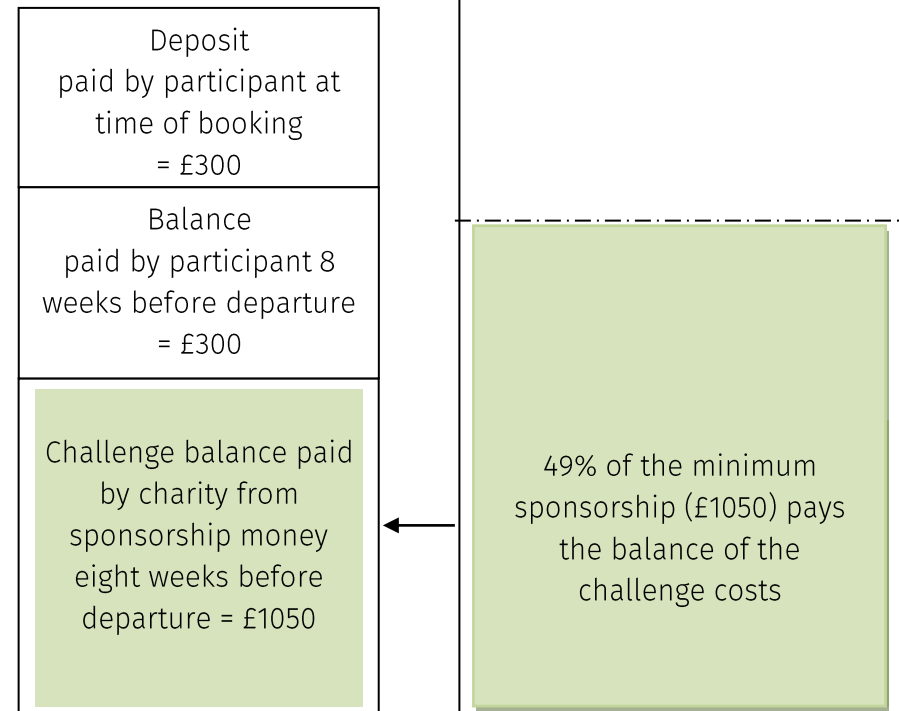 Deposit
paid by participant at
time of booking
= £300
Balance
paid by participant 8
weeks before departure
= £300
Challenge balance paid
by charity from
sponsorship money
eight weeks before
departure = £1050
49% of the minimum
sponsorship (£1050) pays
the balance of the
challenge costs